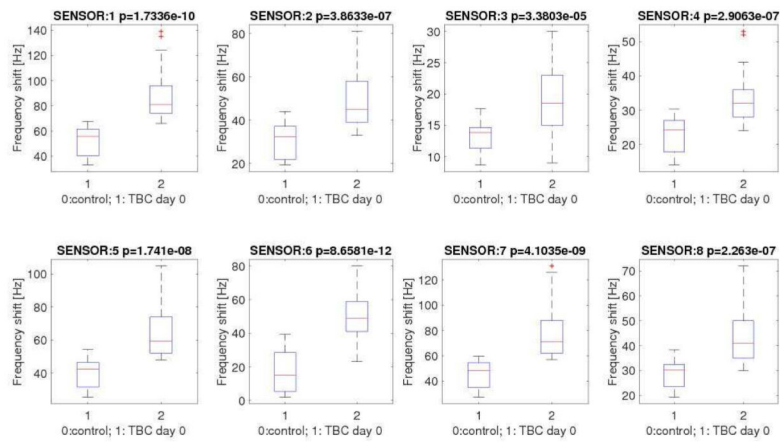 SENSOR:1 p=1.7336e-10
Frequency shift [Hz]
140
120
100
80
60
40
1 2
0:control; 1: TBC day 0
SENSOR:2 p=3.8633e-07
Frequency shift [Hz]
80
60
40
20
1 2
0:control; 1: TBC day 0
SENSOR:3 p=3.3803e-05
Frequency shift [Hz]
30
25
20
15
10
1 2
0:control; 1: TBC day 0
SENSOR:4 p=2.9063e-07
Frequency shift [Hz]
50
40
30
20
1 2
0:control; 1: TBC day 0
SENSOR:5 p=1.741e-08
Frequency shift [Hz]
100
80
60
40
1 2
0:control; 1: TBC day 0
SENSOR:6 p=8.6581e-12
Frequency shift [Hz]
80
60
40
20
0
1 2
0:control; 1: TBC day 0
SENSOR:7 p=4.1035e-09
Frequency shift [Hz]
120
100
80
60
40
1 2
0:control; 1: TBC day 0
SENSOR:8 p=2.263e-07
Frequency shift [Hz]
70
60
50
40
30
20
1 2
0:control; 1: TBC day 0